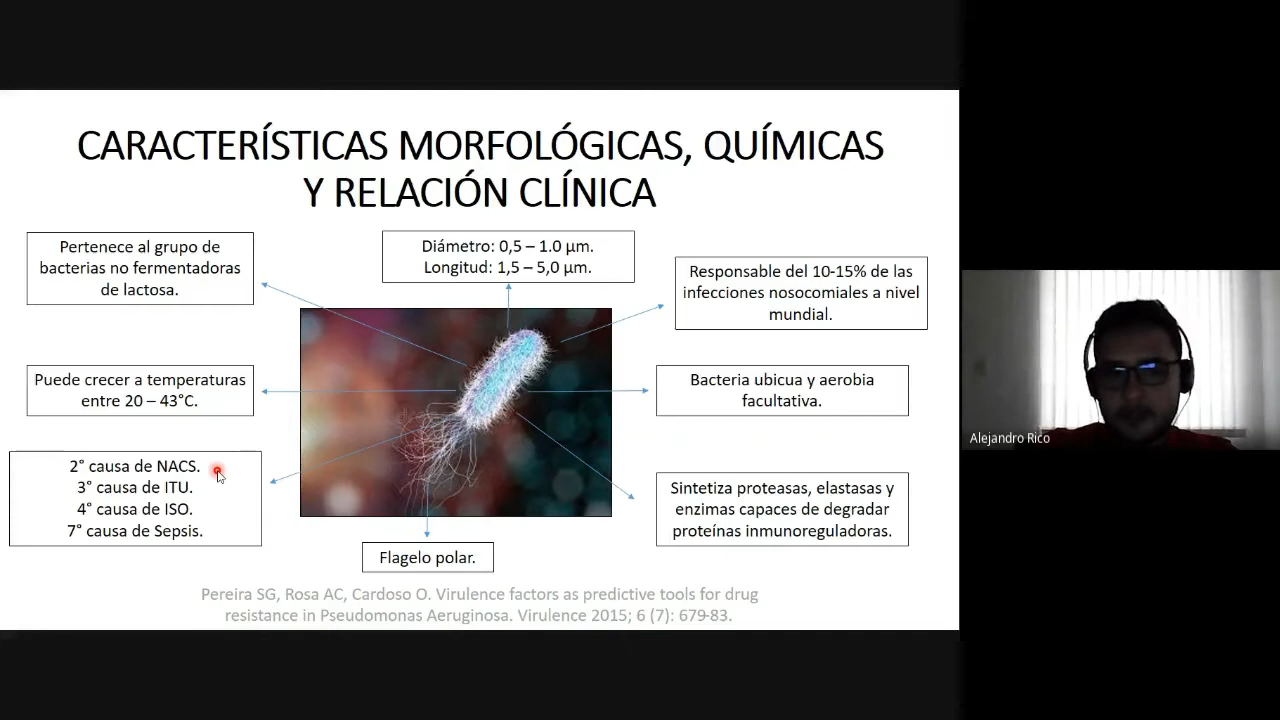 CARACTERÍSTICAS MORFOLÓGICAS, QUÍMICAS
Y RELACIÓN CLÍNICA
Pertenece al grupo de
bacterias no fermentadoras
de lactosa.
Diámetro: 0,5 – 1.0 µm.
Longitud: 1,5 – 5,0 µm.
Responsable del 10-15% de las
infecciones nosocomiales a nivel
mundial.
Puede crecer a temperaturas
entre 20 – 43°C.
Bacteria ubicua y aerobia
facultativa.
2° causa de NACS.
3° causa de ITU.
4° causa de ISO.
7° causa de Sepsis.
Sintetiza proteasas, elastasas y
enzimas capaces de degradar
proteínas inmunoreguladoras.
Flagelo polar.
Pereira SG, Rosa AC, Cardoso O. Virulence factors as predictive tools for drug
resistance in Pseudomonas Aeruginosa. Virulence 2015; 6 (7): 679-83.
Alejandro Rico